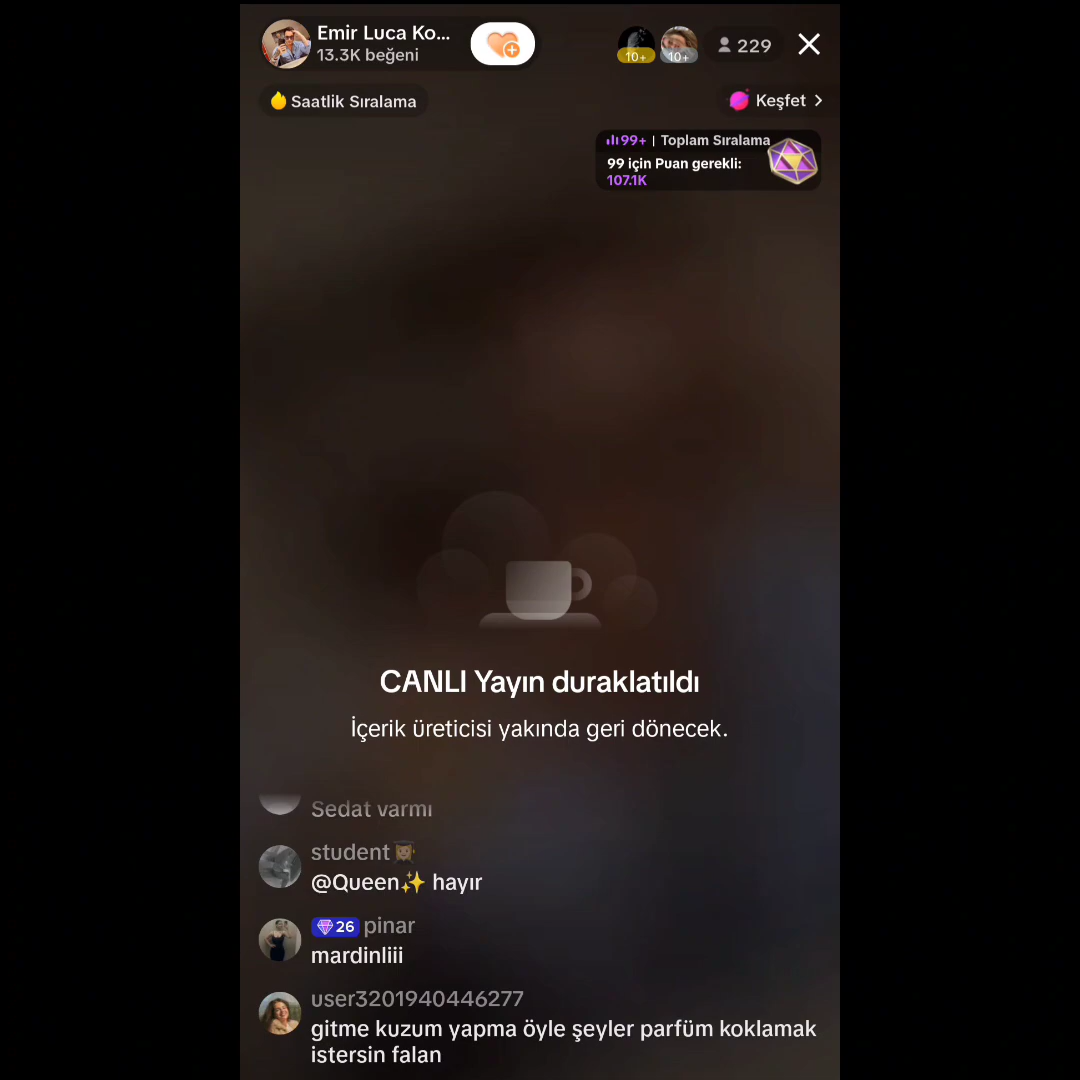 Emir Luca Ko...
13.3K beğeni
10+
10+
229
Saatlik Sıralama
Keşfet
99+ | Toplam Sıralama
99 için Puan gerekli:
107.1K
CANLI Yayın duraklatıldı
İçerik üreticisi yakında geri dönecek.
Sedat varmı
student
@Queen✨ hayır
26 pinar
mardinliii
user3201940446277
gitme kuzum yapma öyle şeyler parfüm koklamak
istersin falan